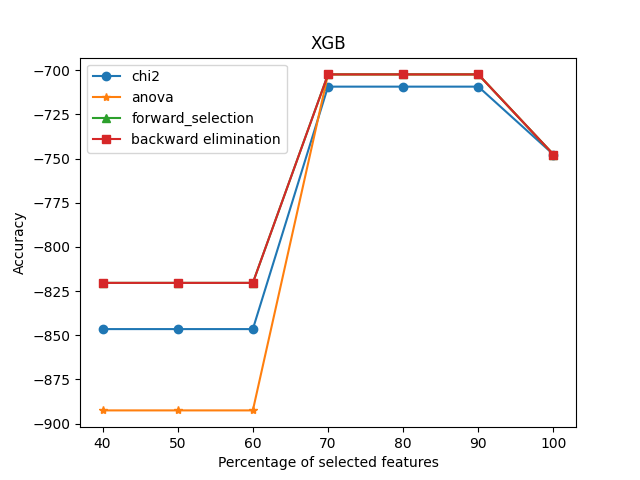 XGB
chi2
anova
forward_selection
backward elimination
Accuracy
−700
−725
−750
−775
−800
−825
−850
−875
−900
40 50 60 70 80 90 100
Percentage of selected features